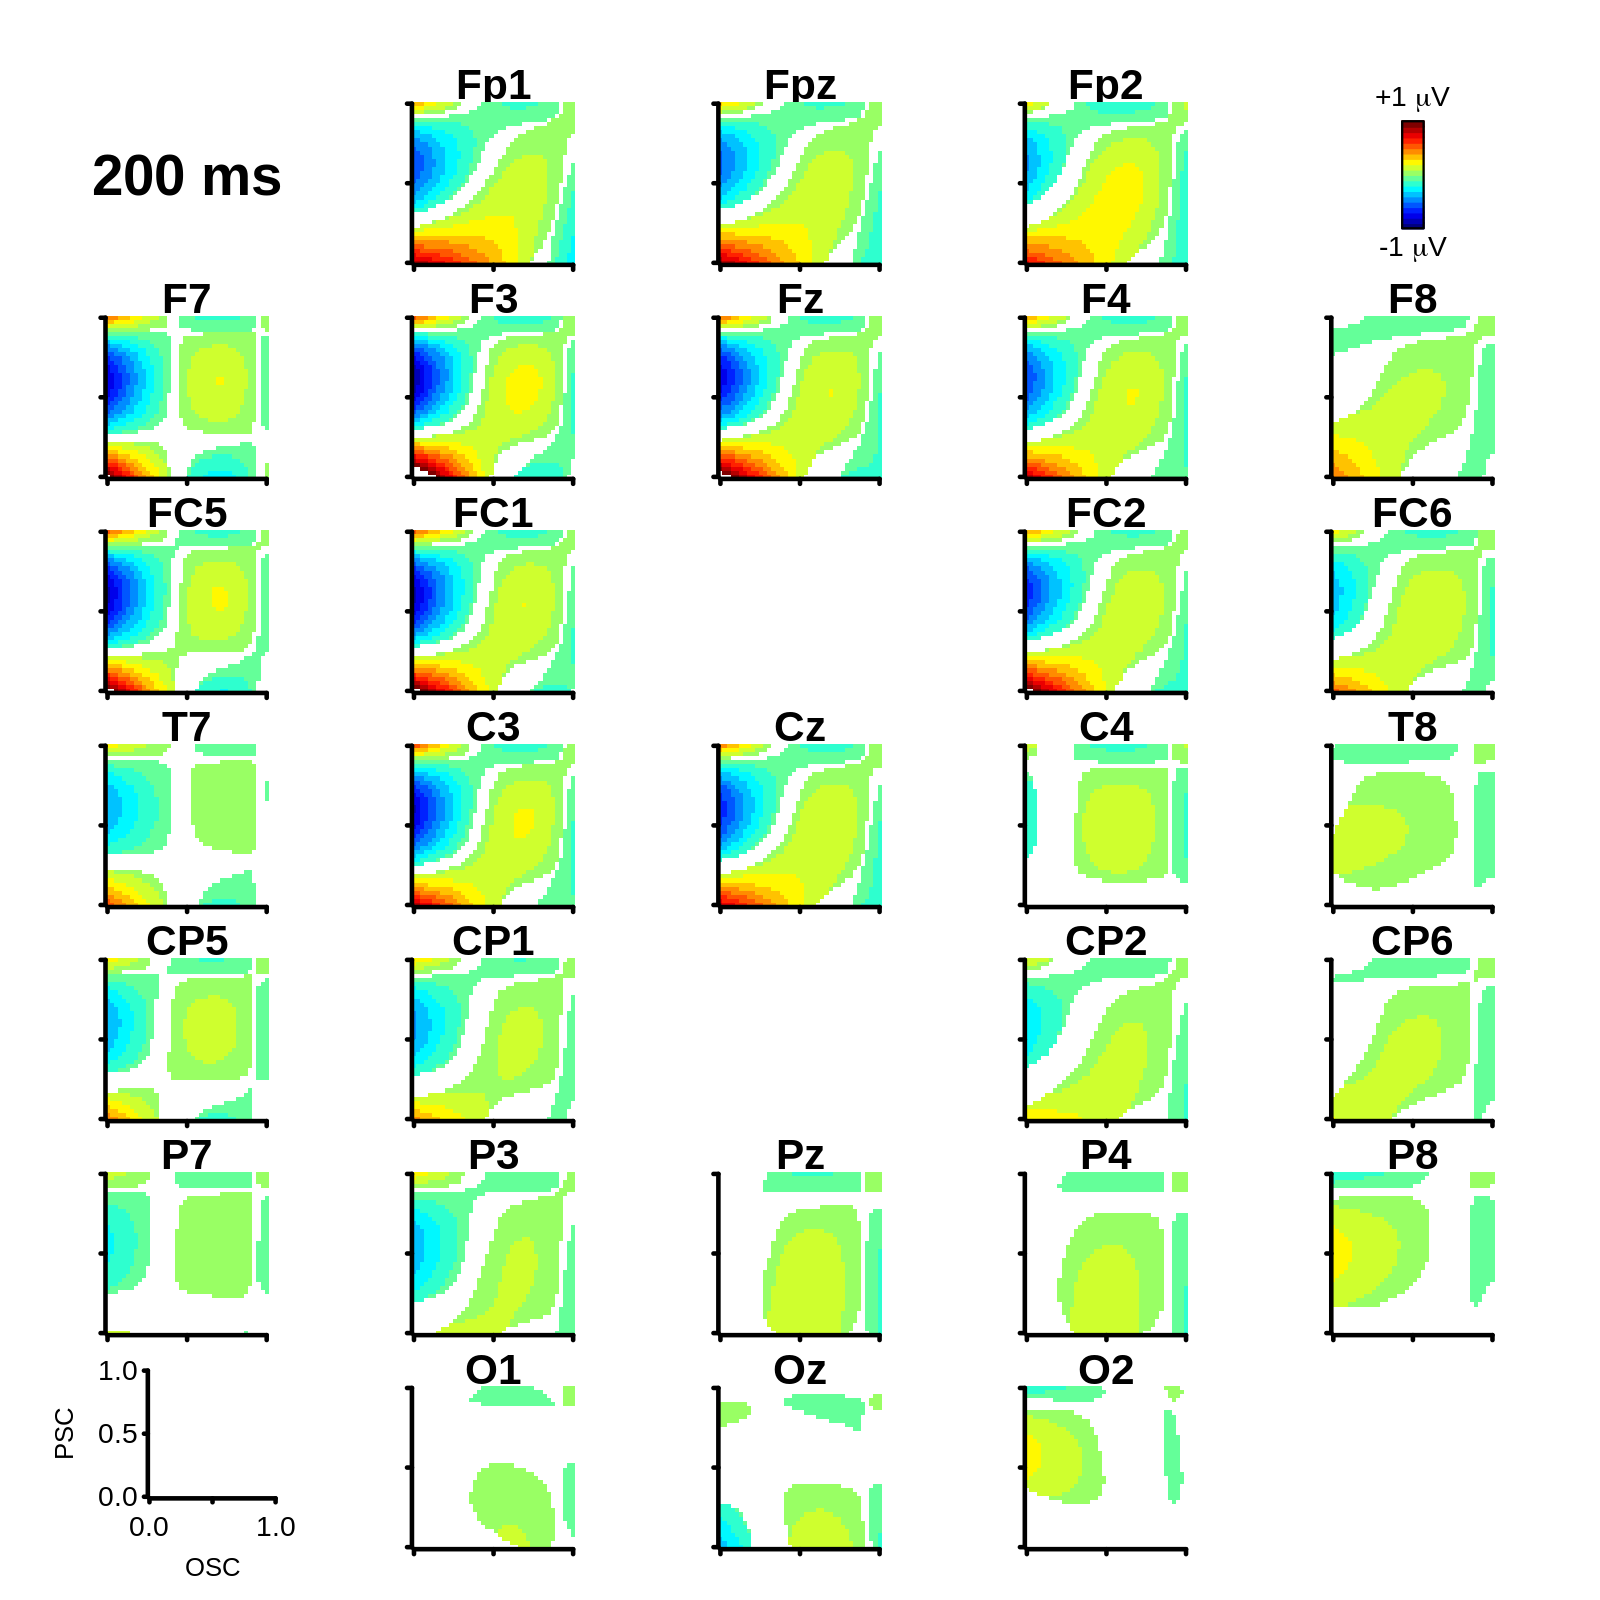 Fp1 Fpz Fp2
+1 μV
200 ms
-1 μV
F7 F3 Fz F4 F8
FC5 FC1 FC2 FC6
T7 C3 Cz C4 T8
CP5 CP1 CP2 CP6
P7 P3 Pz P4 P8
O1 Oz O2
1.0
PSC
0.5
0.0
0.0 1.0
OSC